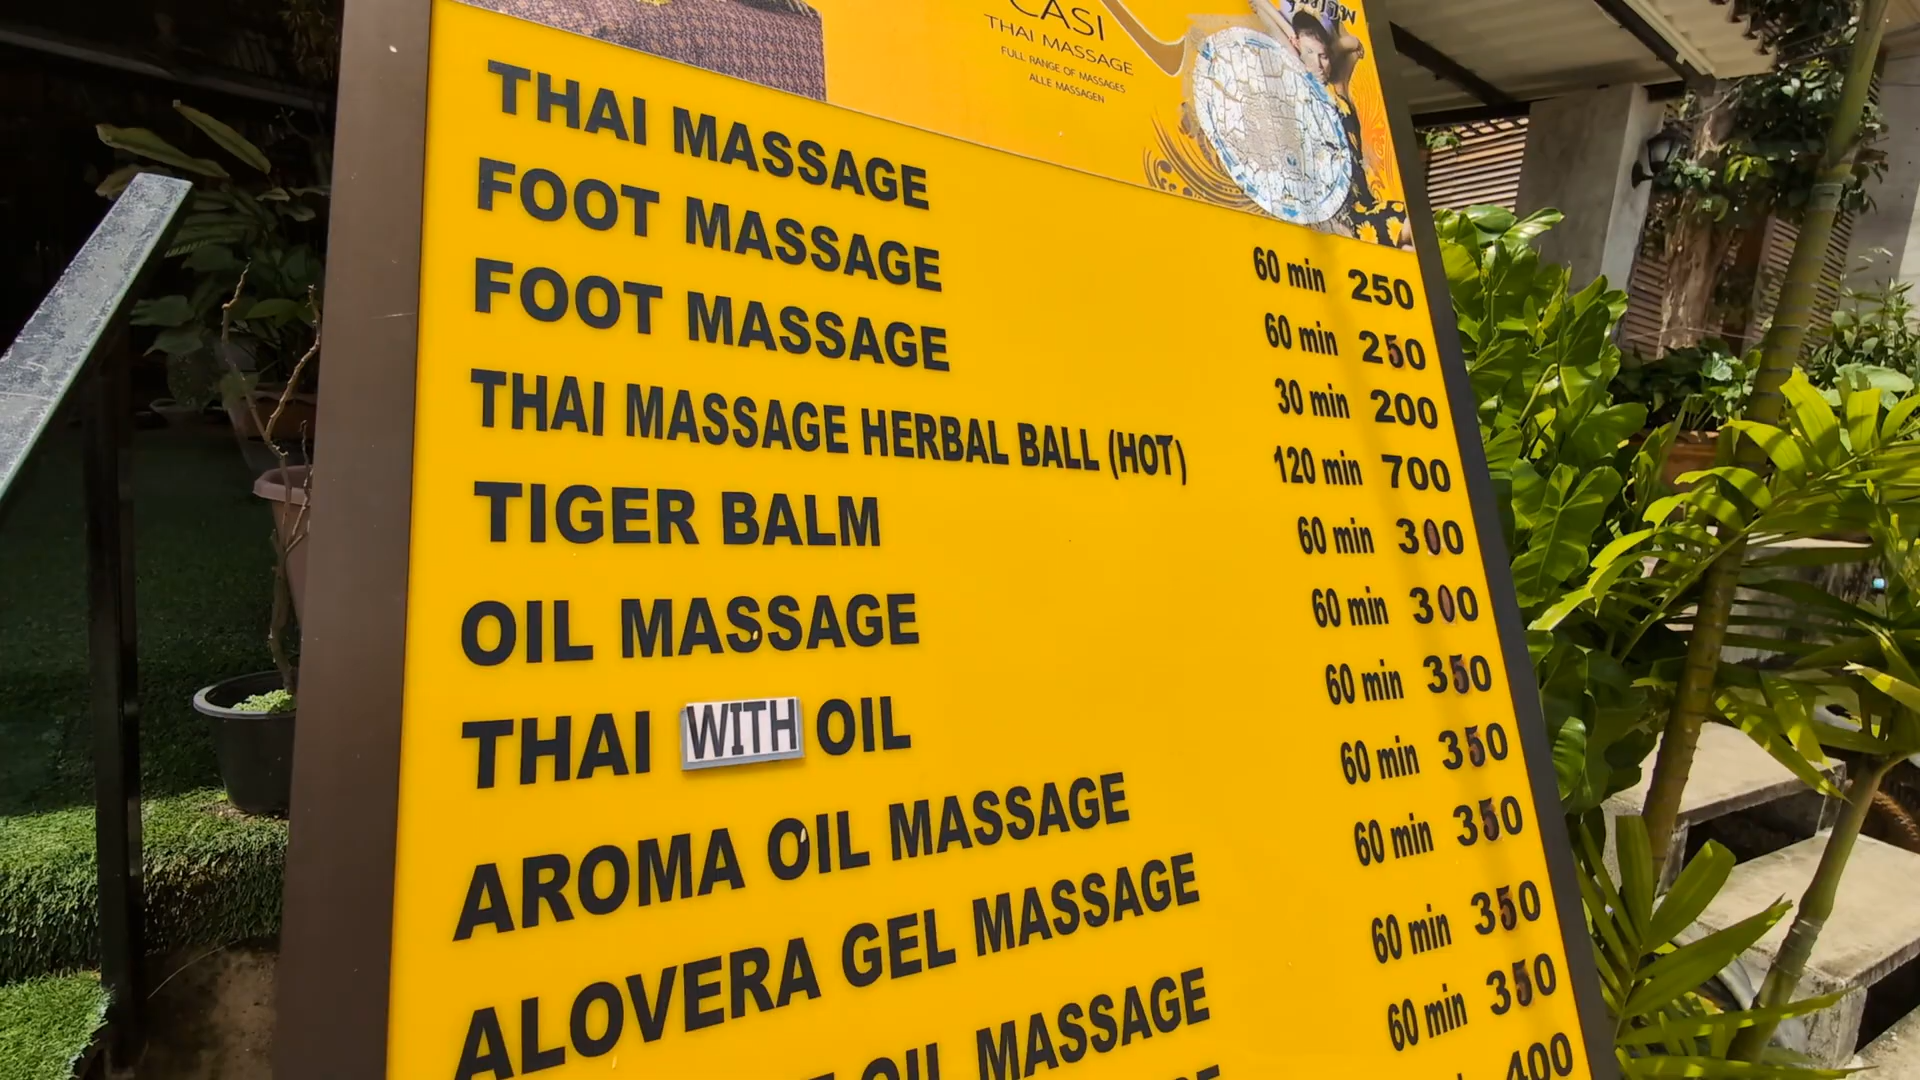 CASI
THAI MASSAGE
FULL RANGE OF MASSAGES
ALLE MASSAGEN
THAI MASSAGE 60 min 250
FOOT MASSAGE 60 min 250
FOOT MASSAGE 30 min 200
THAI MASSAGE HERBAL BALL (HOT) 120 min 700
TIGER BALM 60 min 300
OIL MASSAGE 60 min 300
THAI WITH OIL 60 min 350
AROMA OIL MASSAGE 60 min 350
ALOVERA GEL MASSAGE 60 min 350
OIL MASSAGE 60 min 350
60 min 350
400